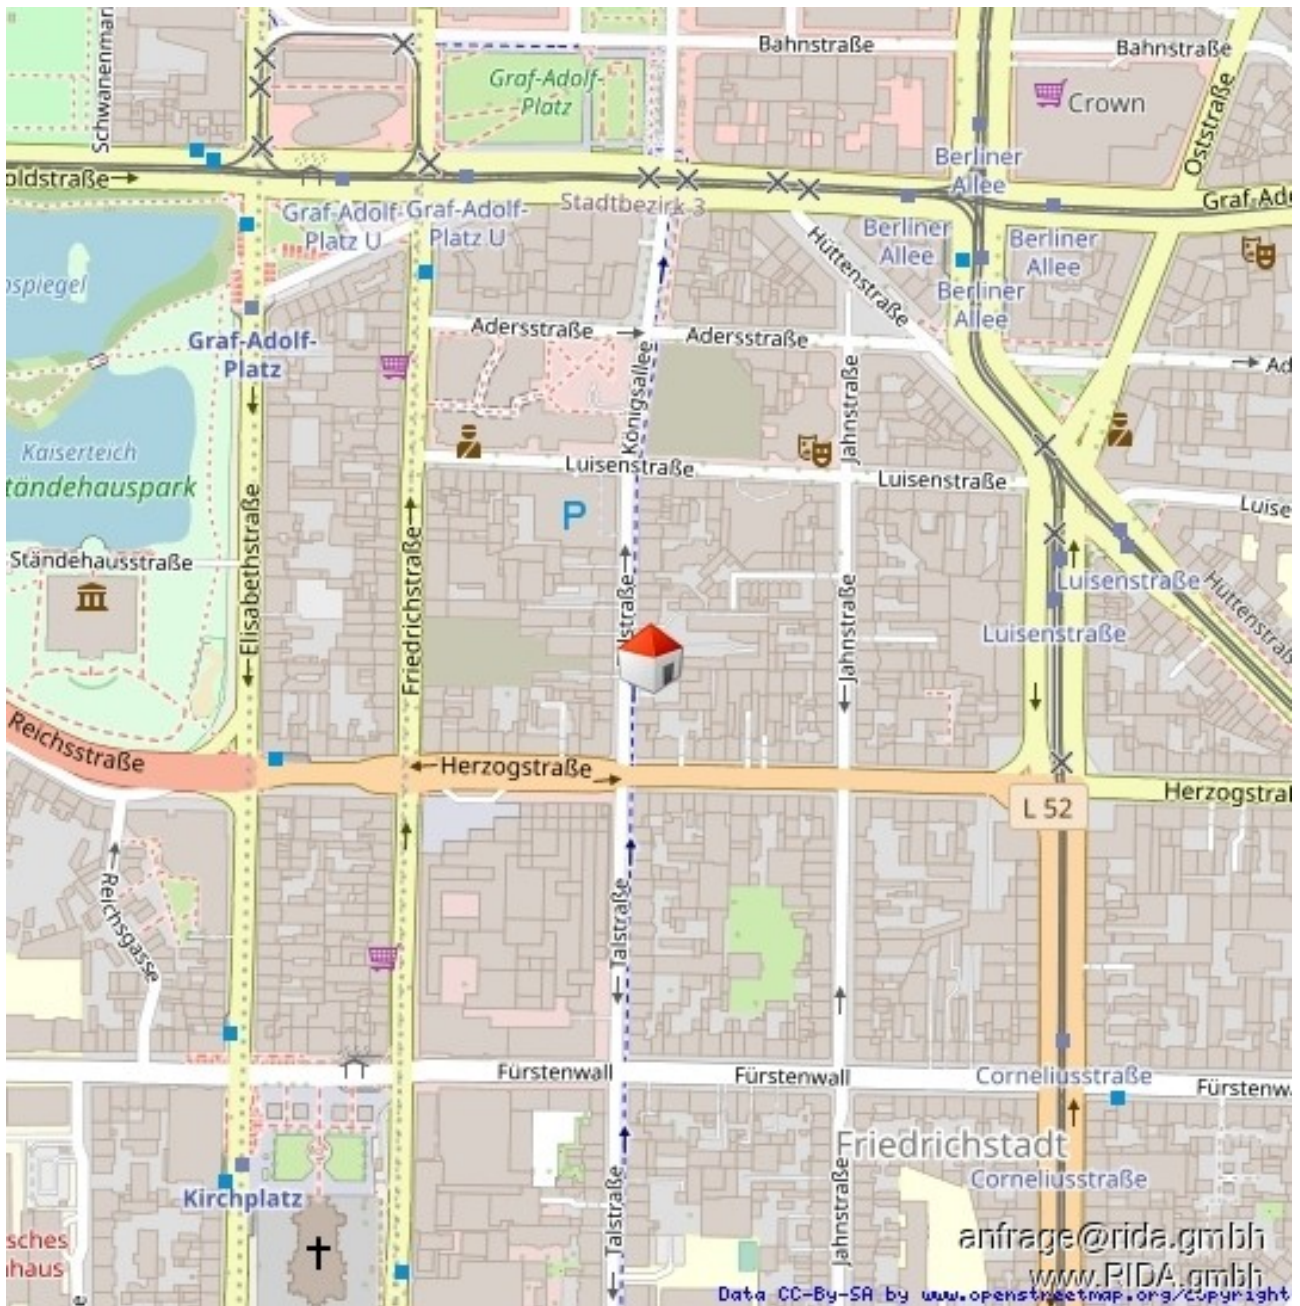 Schwanenmar
Bahnstraße
Bahnstraße
Graf-Adolf-
Platz
Crown
Oststraße
oldstraße
Berliner
Allee
Graf-Ad
Graf-Adolf-
Platz U
Graf-Adolf-
Platz U
Stadtbezirk 3
Berliner
Allee
Berliner
Allee
Hüttenstraße
Berliner
Allee
spiegel
Adersstraße
Adersstraße
Graf-Adolf-
Platz
Ad
Königsallee
Jahnstraße
Kaiserteich
tändehauspark
Luisenstraße
Luisenstraße
Luise
P
Ständehausstraße
Elisabethstraße
Friedrichstraße
lstraße
Jahnstraße
Luisenstraße
Hüttenstraße
Luisenstraße
Reichsstraße
Herzogstraße
Herzogstraß
L 52
Reichsgasse
Talstraße
Fürstenwall
Fürstenwall
Corneliusstraße
Fürstenw
Friedrichstadt
Corneliusstraße
Kirchplatz
Talstraße
Jahnstraße
sches
haus
anfrage@rida.gmbh
www.RIDA.gmbh
Data CC-By-SA by www.openstreetmap.org/copyright